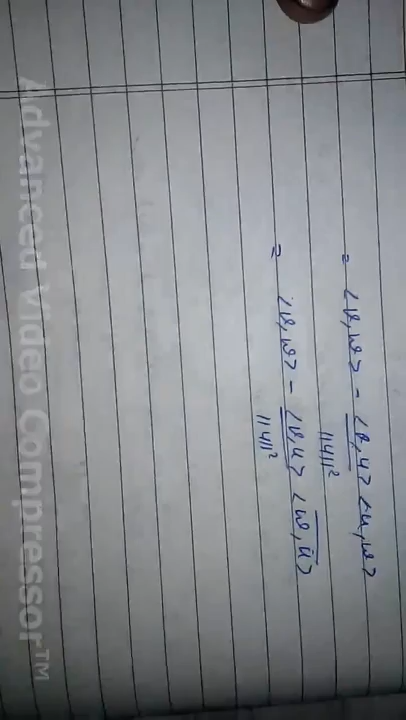 = <v,w> - <v,u> <u,w>
||u||²
= <v,w> - <v,u> <w,u>
||u||²
Advanced Video Compressor™